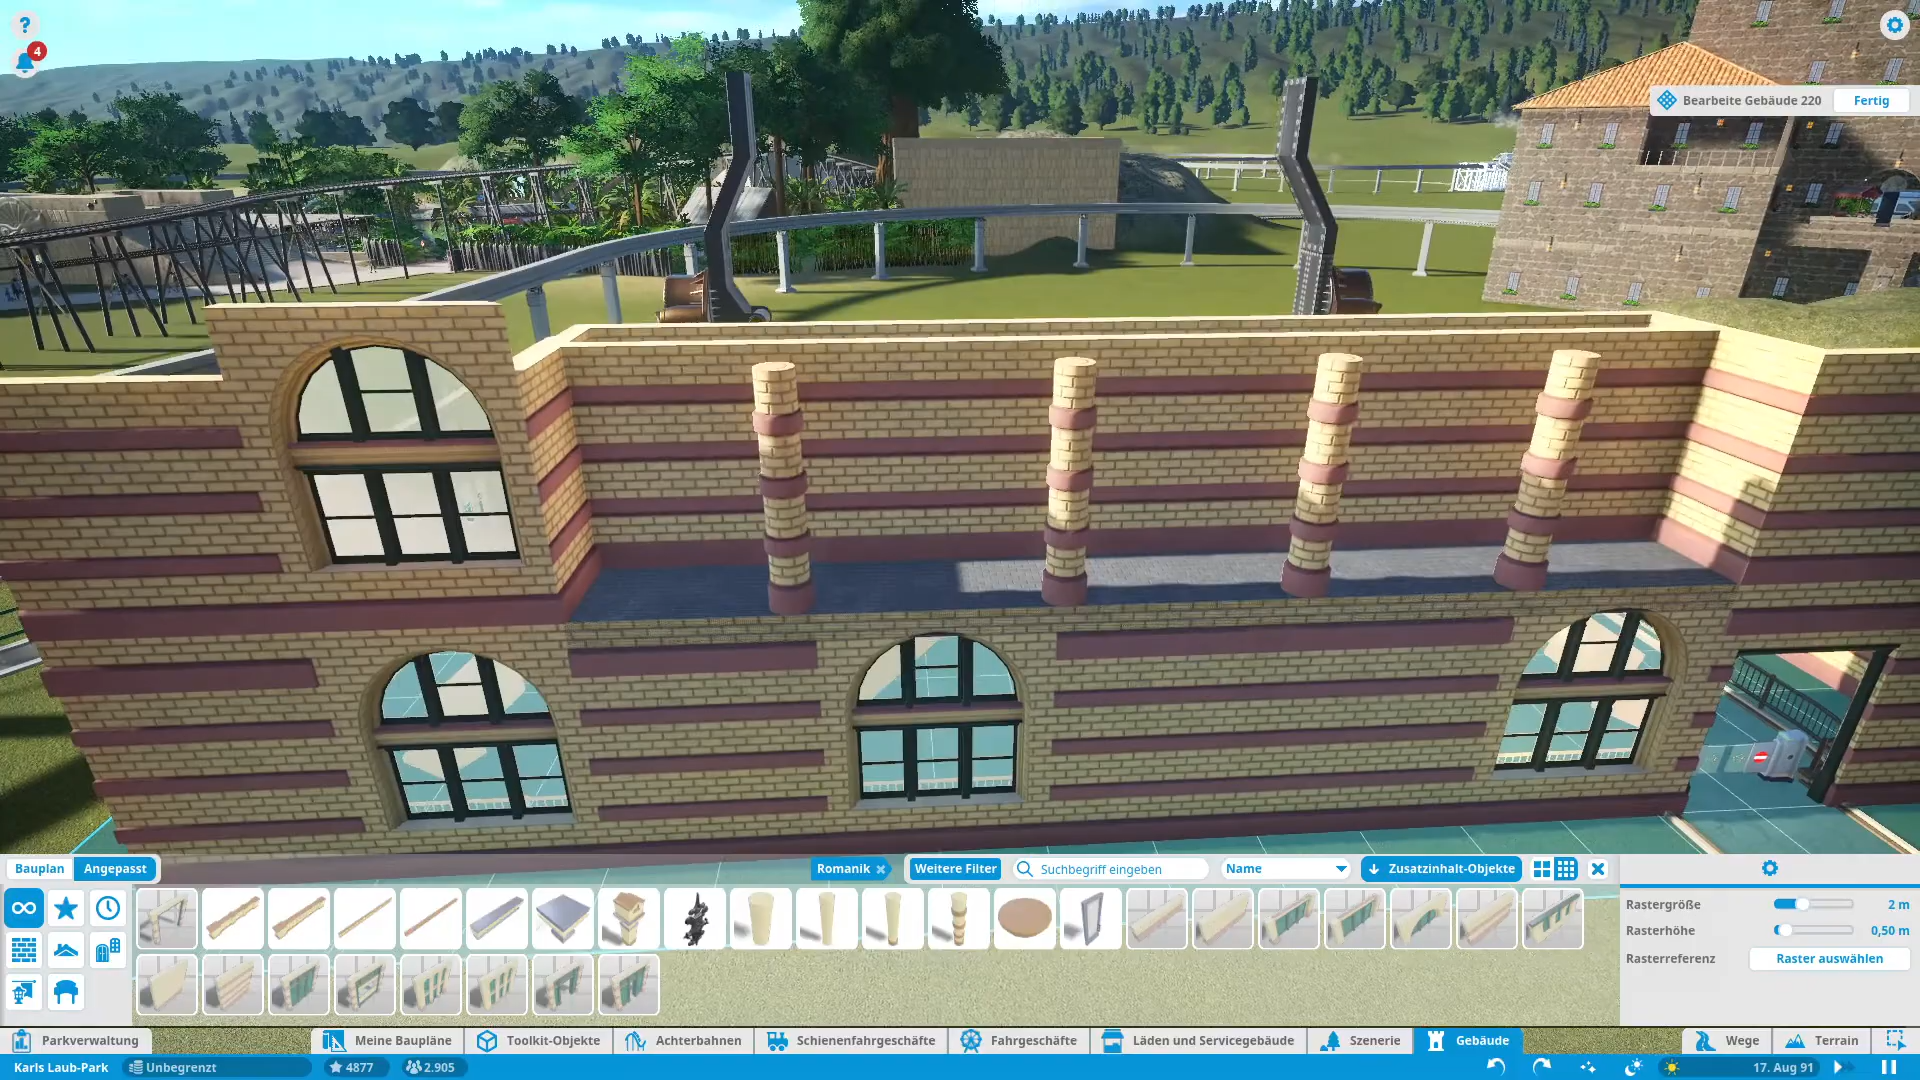 ?
4
Bearbeite Gebäude 220
Fertig
Bauplan
Angepasst
Romanik
Weitere Filter
Suchbegriff eingeben
Name
Zusatzinhalt-Objekte
Rastergröße
2 m
Rasterhöhe
0,50 m
Rasterreferenz
Raster auswählen
Parkverwaltung
Meine Baupläne
Toolkit-Objekte
Achterbahnen
Schienenfahrgeschäfte
Fahrgeschäfte
Läden und Servicegebäude
Szenerie
Gebäude
Wege
Terrain
Karls Laub-Park
Unbegrenzt
4877
2.905
17. Aug 91